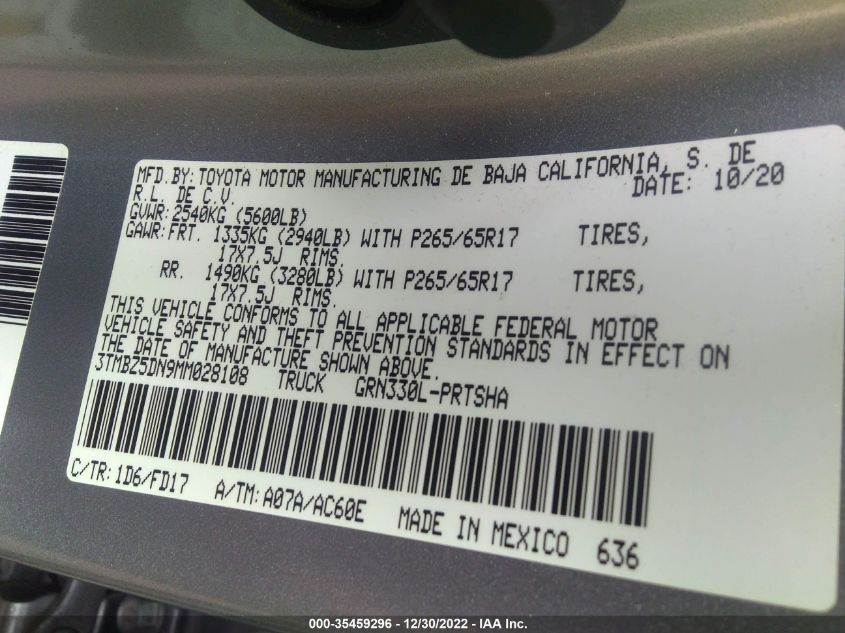 MFD.BY:TOYOTA MOTOR MANUFACTURING DE BAJA CALIFORNIA, S. DE
R.L. DE C.V. DATE: 10/20
GVWR:2540KG (5600LB)
GAWR:FRT. 1335KG (2940LB) WITH P265/65R17 TIRES,
17X7.5J RIMS.
RR. 1490KG (3280LB) WITH P265/65R17 TIRES,
17X7.5J RIMS.
THIS VEHICLE CONFORMS TO ALL APPLICABLE FEDERAL MOTOR
VEHICLE SAFETY AND THEFT PREVENTION STANDARDS IN EFFECT ON
THE DATE OF MANUFACTURE SHOWN ABOVE.
3TMBZ5DN9MM028108 TRUCK GRN330L-PRTSHA
C/TR:1D6/FD17 A/TM:A07A/AC60E MADE IN MEXICO 636
000-35459296 - 12/30/2022 - IAA Inc.